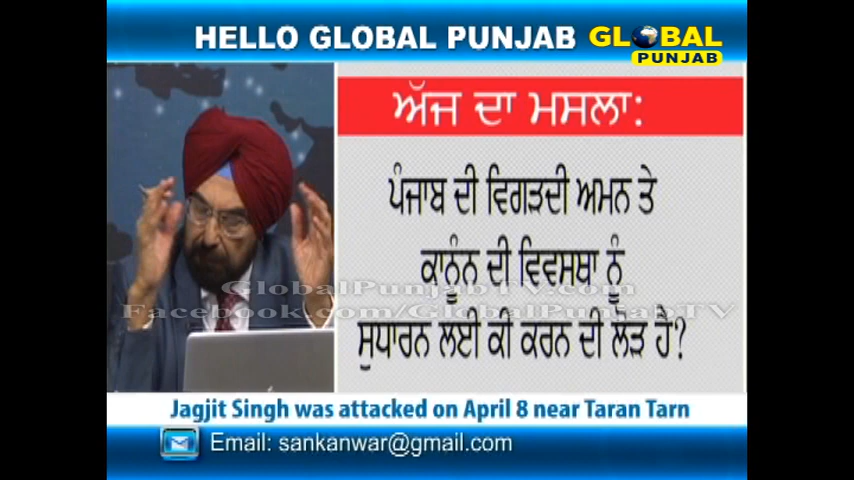 HELLO GLOBAL PUNJAB
GLOBAL
PUNJAB
ਅੱਜ ਦਾ ਮਸਲਾ:
ਪੰਜਾਬ ਦੀ ਵਿਗੜਦੀ ਅਮਨ ਤੇ
ਕਾਨੂੰਨ ਦੀ ਵਿਵਸਥਾ ਨੂੰ
ਸੁਧਾਰਨ ਲਈ ਕੀ ਕਰਨ ਦੀ ਲੋੜ ਹੈ?
GlobalPunjabTV.com
Facebook.com/GlobalPunjabTV
Jagjit Singh was attacked on April 8 near Taran Tarn
Email: sankanwar@gmail.com